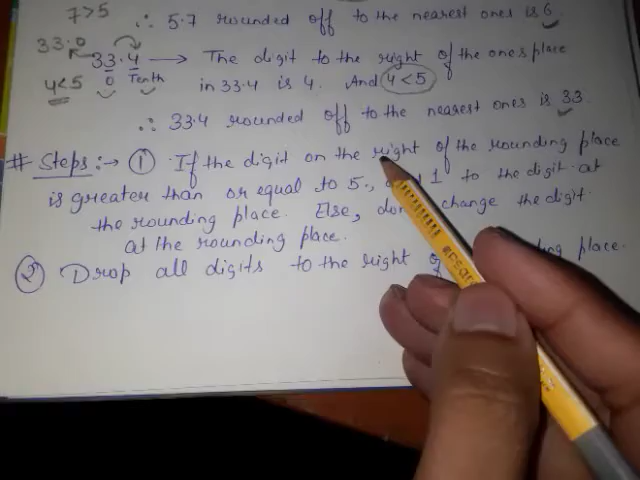 7>5
∴ 5.7 rounded off to the nearest ones is 6.
33.0
33.4 → The digit to the right of the ones place
4<5 O Tenth in 33.4 is 4. And 4<5
∴ 33.4 rounded off to the nearest ones is 33.
# Steps:→ ① If the digit on the right of the rounding place
is greater than or equal to 5, 1 to the digit at
the rounding place. Else, change the digit
at the rounding place.
② Drop all digits to the right place.